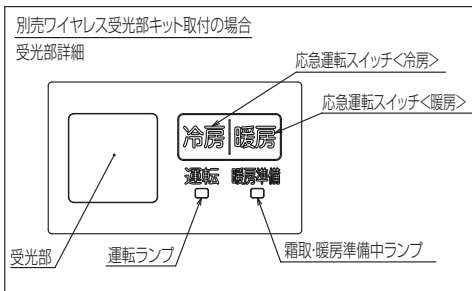 別売ワイヤレス受光部キット取付の場合
受光部詳細
応急運転スイッチ<冷房>
応急運転スイッチ<暖房>
冷房 暖房
運転 暖房準備
受光部
運転ランプ
霜取・暖房準備中ランプ